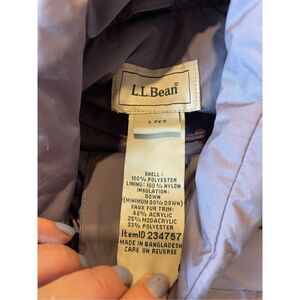 L.L.Bean®
PET
SHELL:
100% POLYESTER
LINING: 100% NYLON
INSULATION:
DOWN
(MINIMUM 80% DOWN)
FAUX FUR TRIM:
42% ACRYLIC
25% MODACRYLIC
33% POLYESTER
ItemID 234757
MADE IN BANGLADESH
CARE ON REVERSE